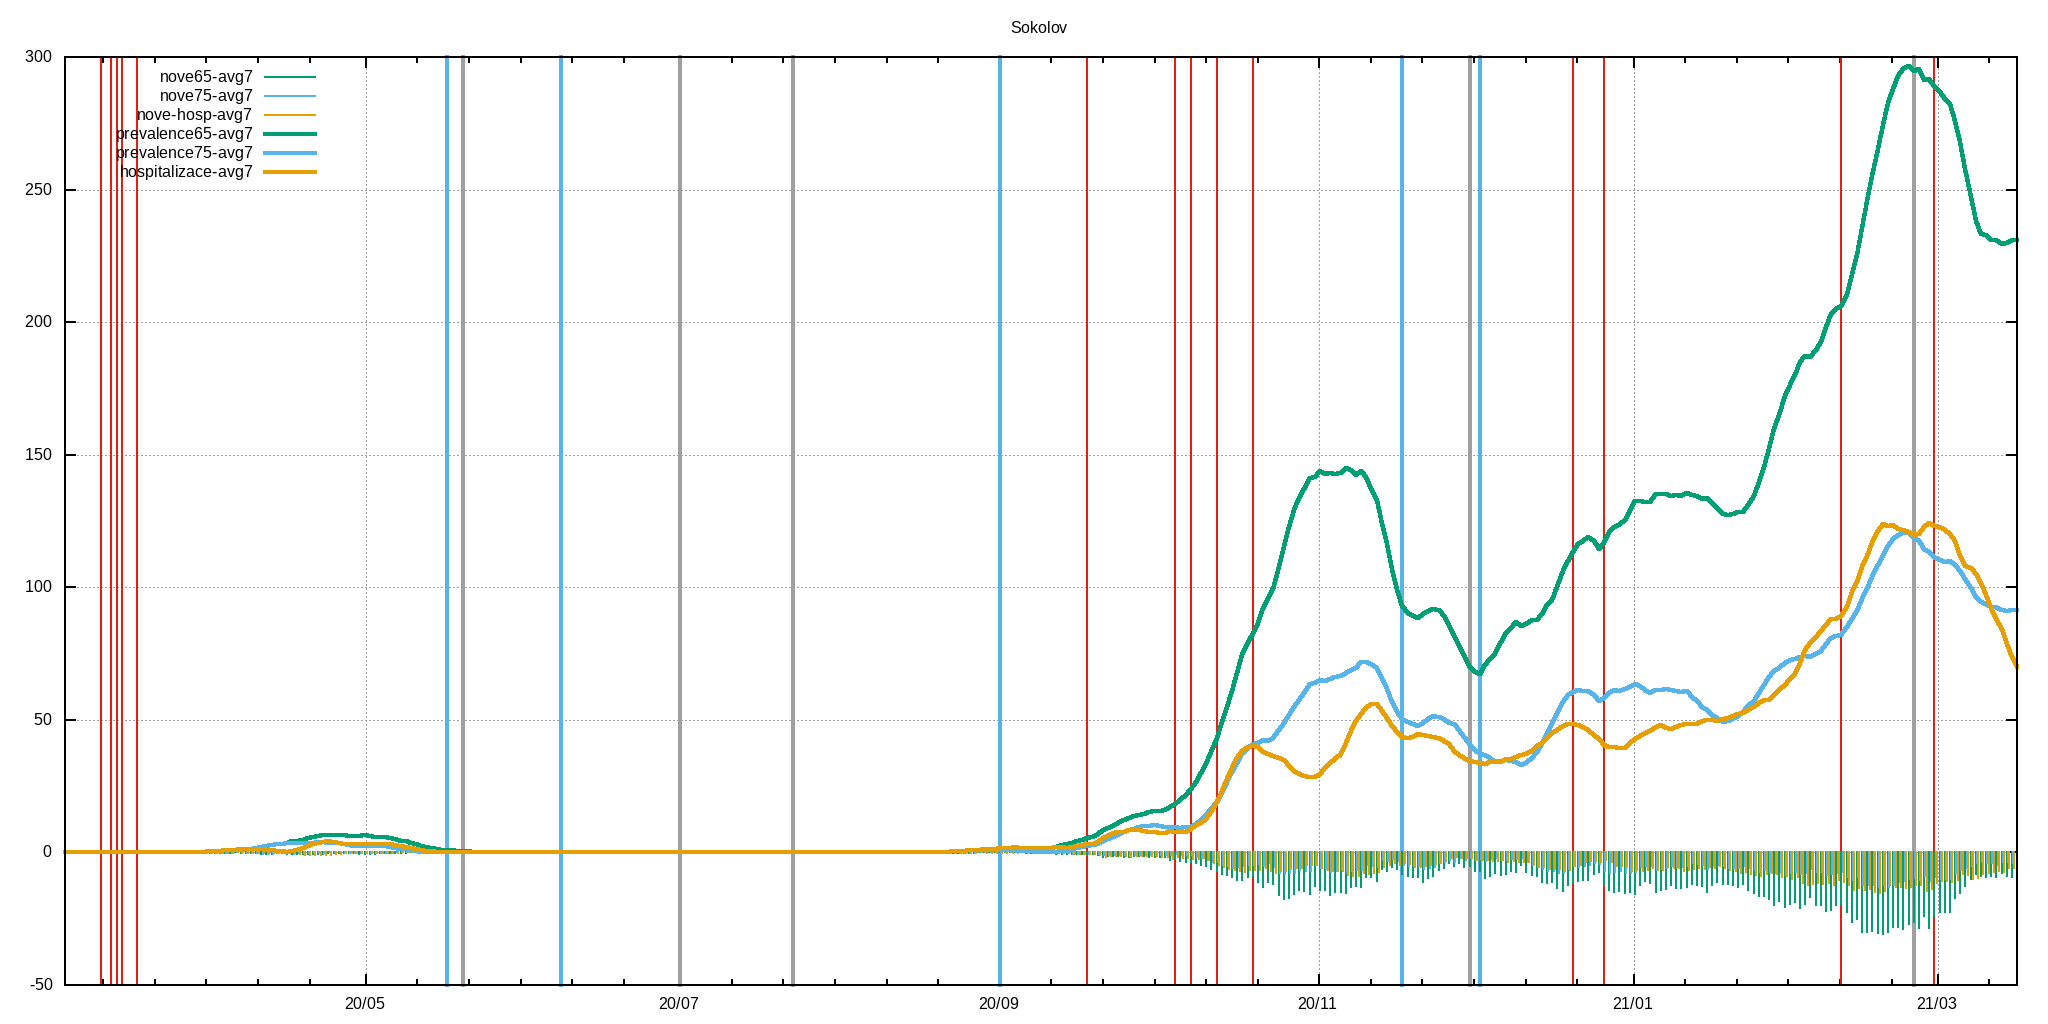 Sokolov
300
250
200
150
100
50
0
-50
nove65-avg7
nove75-avg7
nove-hosp-avg7
prevalence65-avg7
prevalence75-avg7
hospitalizace-avg7
20/05 20/07 20/09 20/11 21/01 21/03